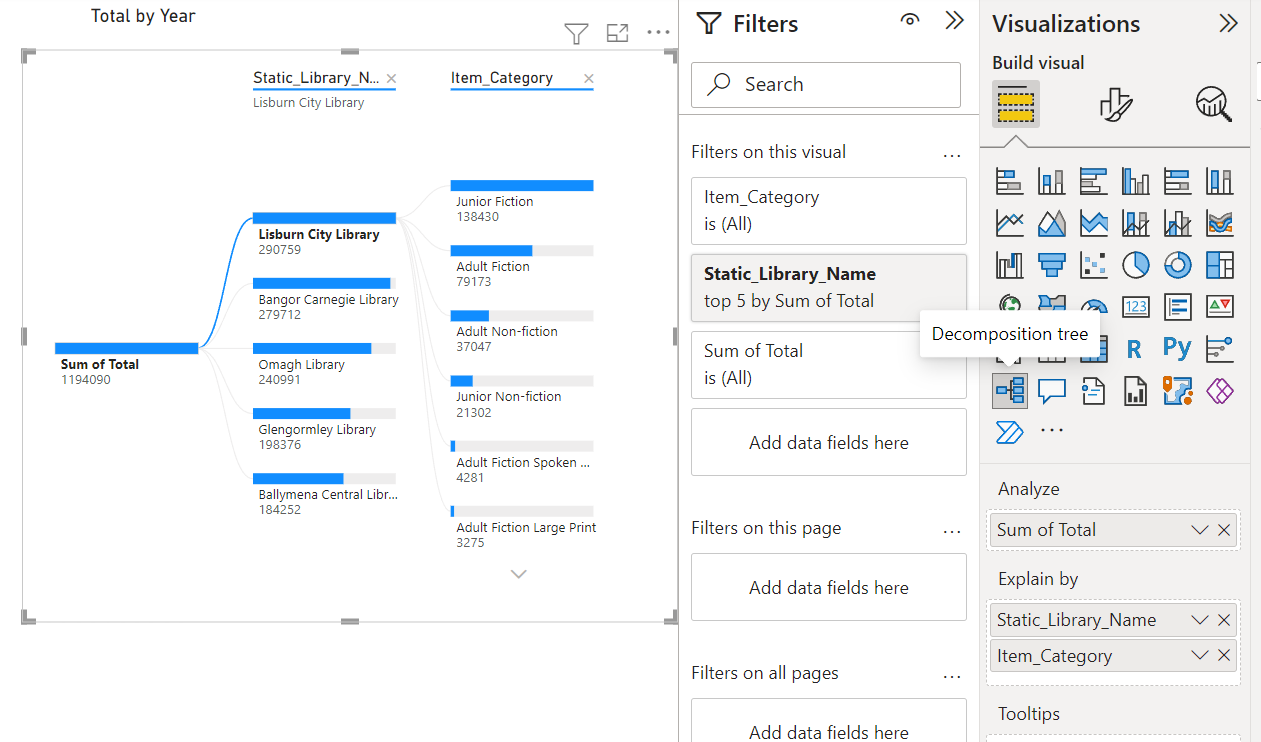 Total by Year
Static_Library_N...
Lisburn City Library
Item_Category
Junior Fiction
138430
Lisburn City Library
290759
Adult Fiction
79173
Bangor Carnegie Library
279712
Adult Non-fiction
37047
Sum of Total
1194090
Omagh Library
240991
Junior Non-fiction
21302
Glengormley Library
198376
Adult Fiction Spoken ...
4281
Ballymena Central Libr...
184252
Adult Fiction Large Print
3275
Filters
Search
Filters on this visual
Item_Category
is (All)
Static_Library_Name
top 5 by Sum of Total
Sum of Total
is (All)
Add data fields here
Filters on this page
Add data fields here
Filters on all pages
Add data fields here
Visualizations
Build visual
123
Decomposition tree
R
Py
Analyze
Sum of Total
Explain by
Static_Library_Name
Item_Category
Tooltips